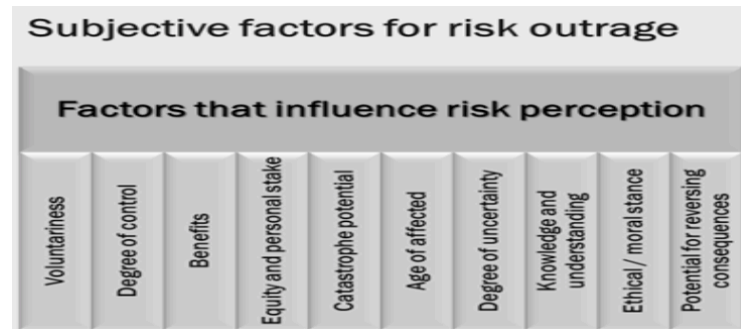 Subjective factors for risk outrage
Factors that influence risk perception
Voluntariness
Degree of control
Benefits
Equity and personal stake
Catastrophe potential
Age of affected
Degree of uncertainty
Knowledge and
understanding
Ethical / moral stance
Potential for reversing
consequences